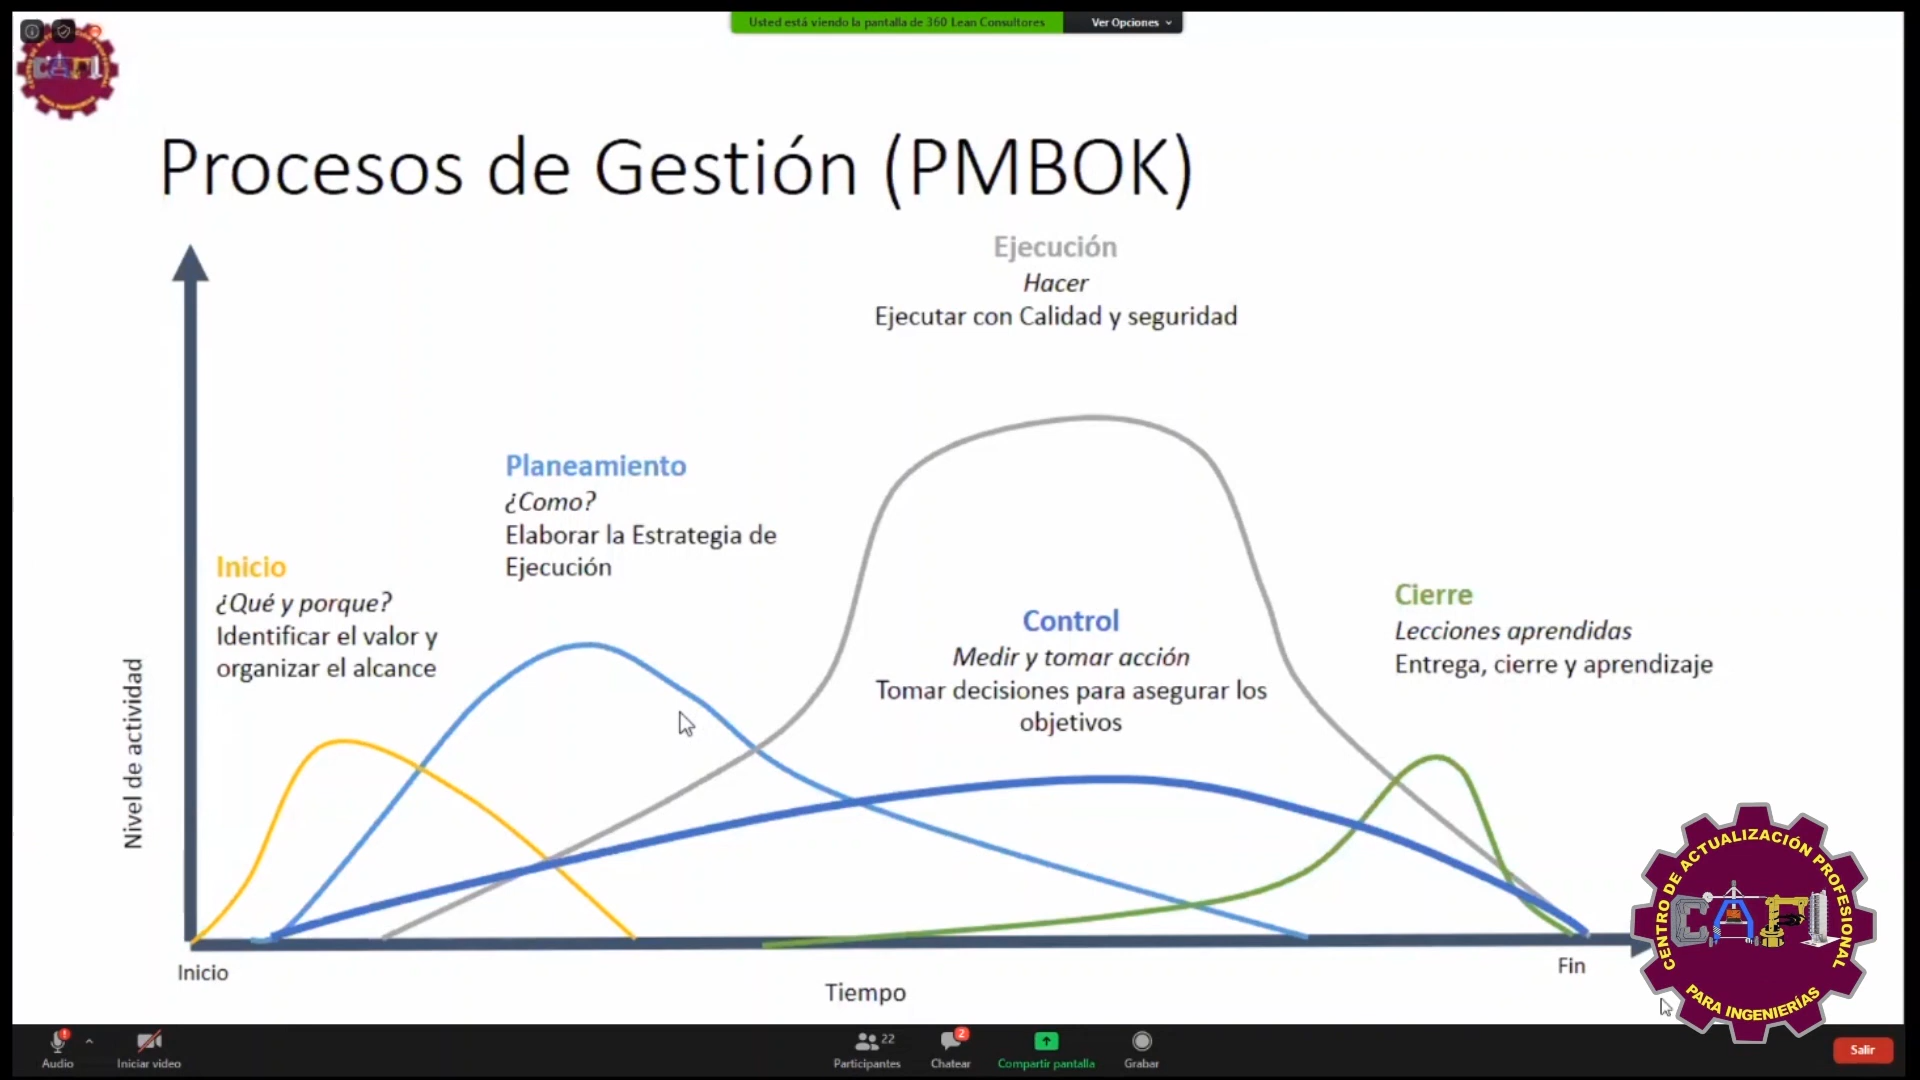 Usted está viendo la pantalla de 360 Lean Consultores
Ver Opciones
Procesos de Gestión (PMBOK)
Ejecución
Hacer
Ejecutar con Calidad y seguridad
Planeamiento
¿Como?
Elaborar la Estrategia de
Ejecución
Inicio
¿Qué y porque?
Identificar el valor y
organizar el alcance
Control
Medir y tomar acción
Tomar decisiones para asegurar los
objetivos
Cierre
Lecciones aprendidas
Entrega, cierre y aprendizaje
Nivel de actividad
Inicio
Tiempo
Fin
CENTRO DE ACTUALIZACIÓN PROFESIONAL
CAPI
PARA INGENIERÍAS
Audio
Iniciar video
22
Participantes
2
Chatear
Compartir pantalla
Grabar
Salir